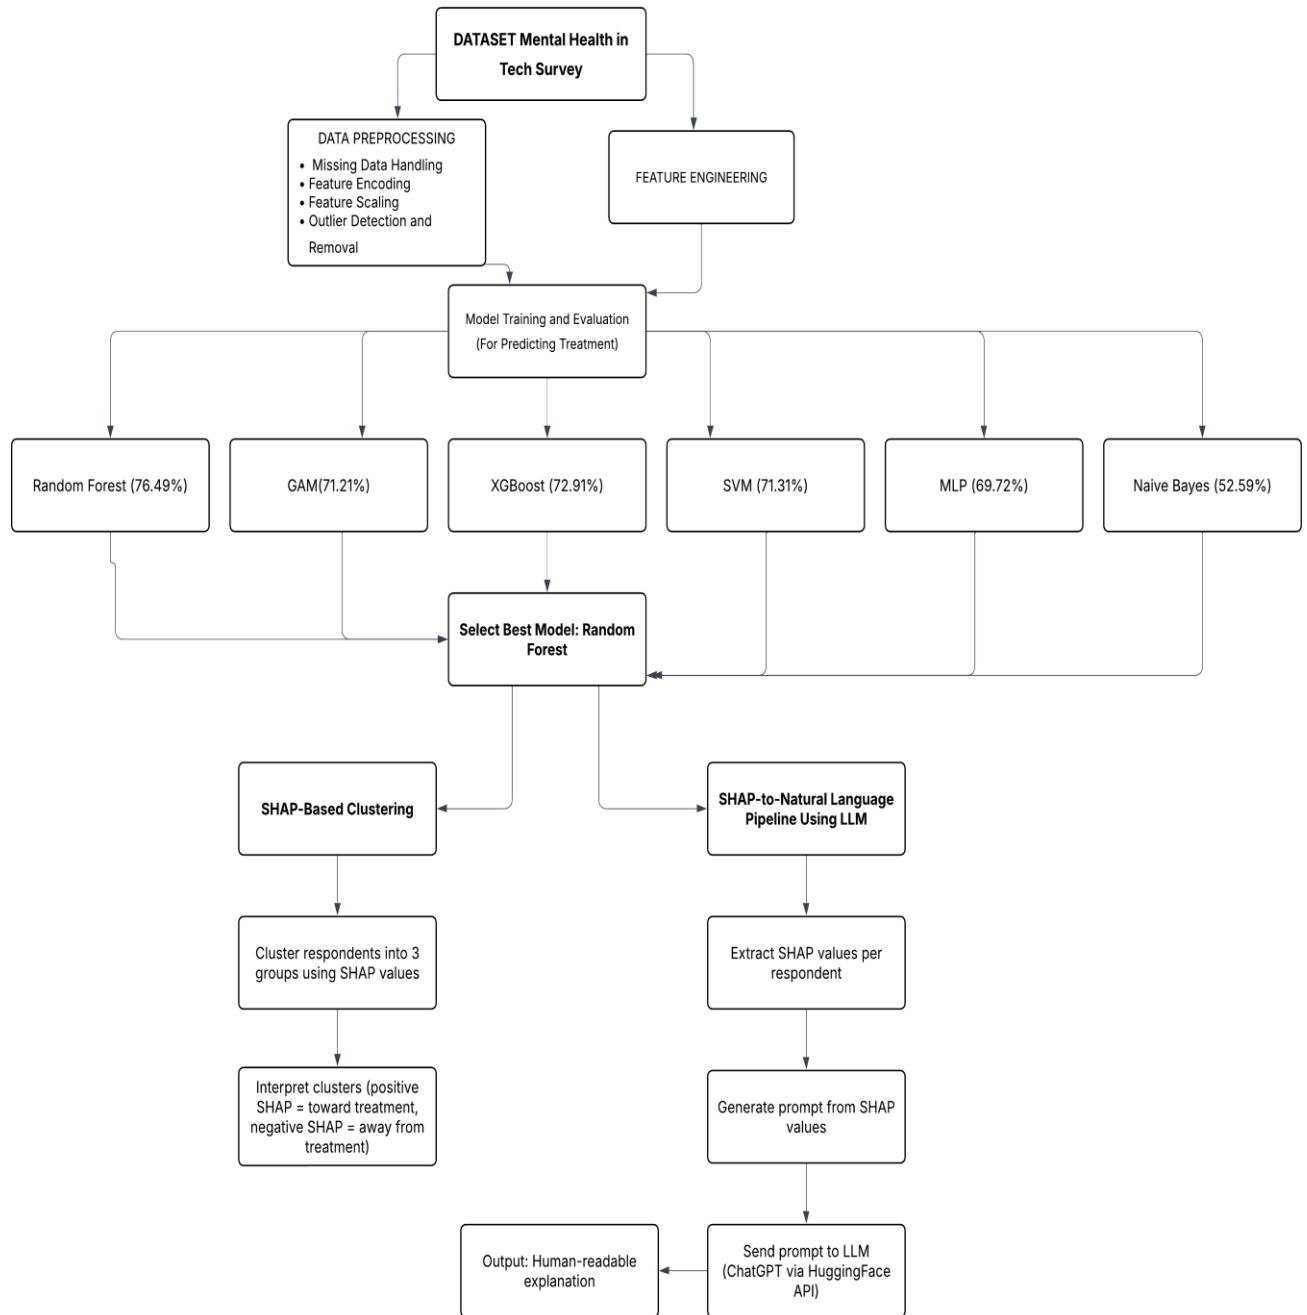 DATASET Mental Health in
Tech Survey
DATA PREPROCESSING
• Missing Data Handling
• Feature Encoding
• Feature Scaling
• Outlier Detection and
Removal
FEATURE ENGINEERING
Model Training and Evaluation
(For Predicting Treatment)
Random Forest (76.49%)
GAM(71.21%)
XGBoost (72.91%)
SVM (71.31%)
MLP (69.72%)
Naive Bayes (52.59%)
Select Best Model: Random
Forest
SHAP-Based Clustering
SHAP-to-Natural Language
Pipeline Using LLM
Cluster respondents into 3
groups using SHAP values
Extract SHAP values per
respondent
Interpret clusters (positive
SHAP = toward treatment,
negative SHAP = away from
treatment)
Generate prompt from SHAP
values
Output: Human-readable
explanation
Send prompt to LLM
(ChatGPT via HuggingFace
API)